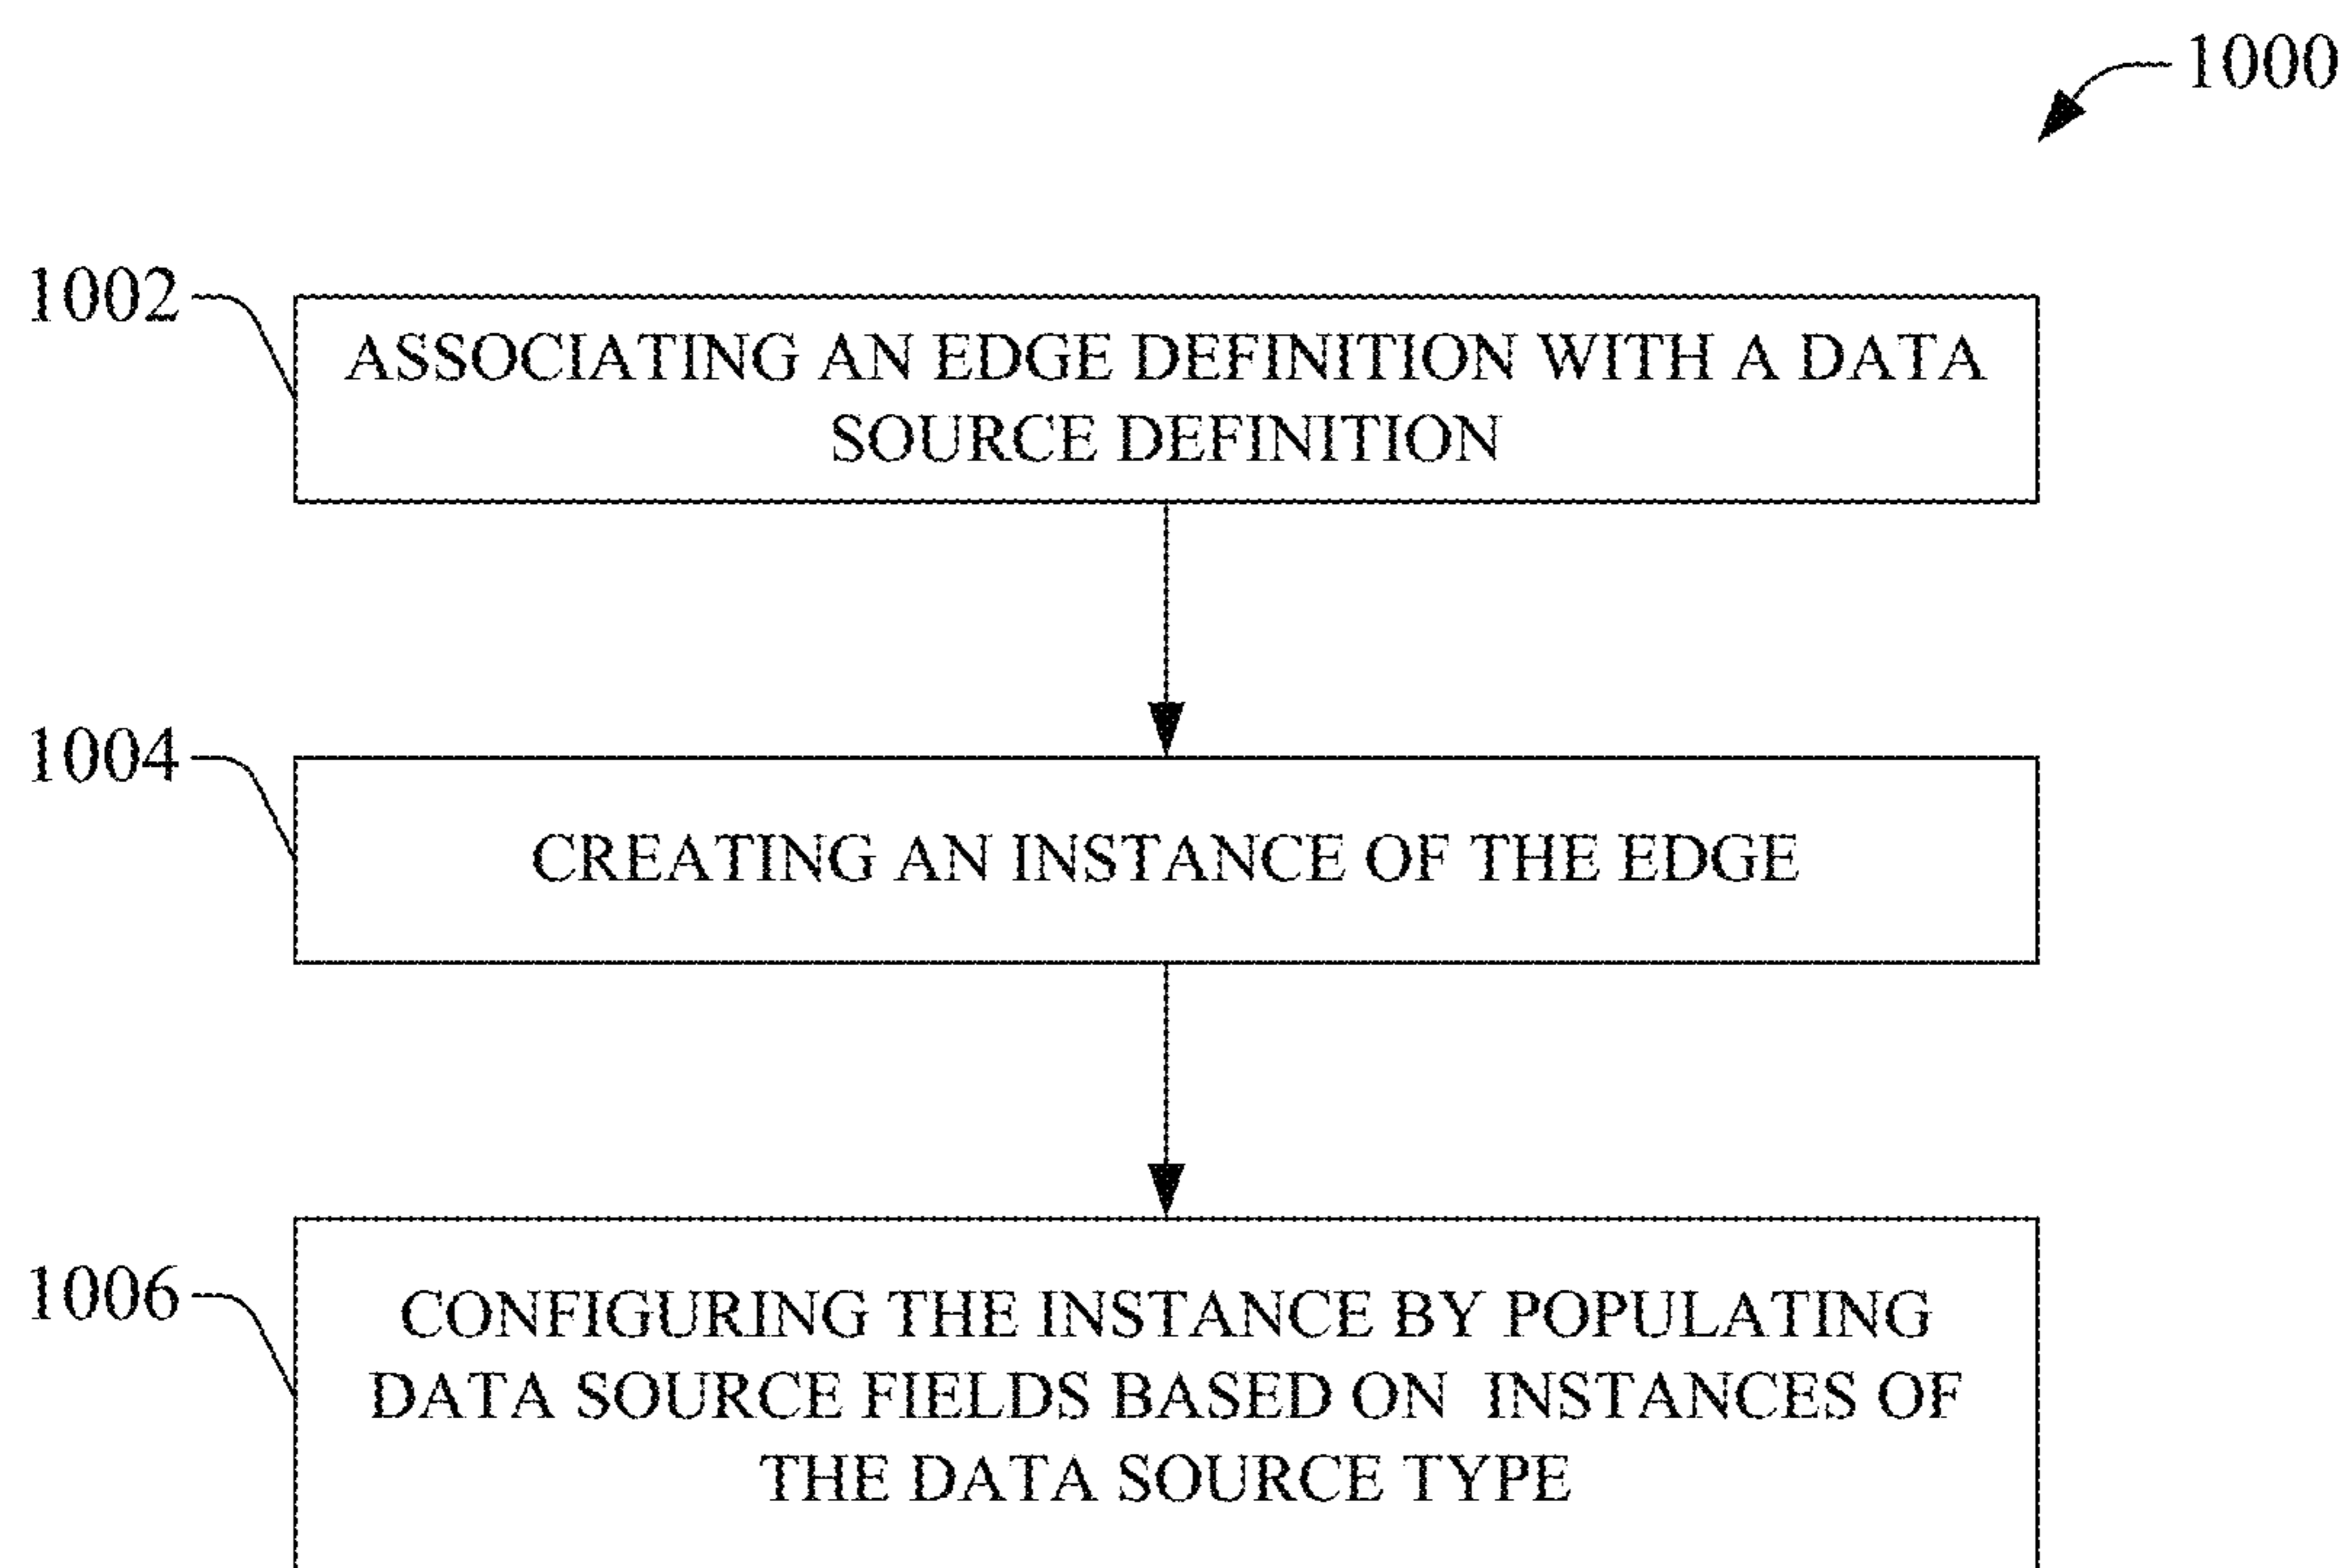 1000
1002
ASSOCIATING AN EDGE DEFINITION WITH A DATA
SOURCE DEFINITION
1004
CREATING AN INSTANCE OF THE EDGE
1006
CONFIGURING THE INSTANCE BY POPULATING
DATA SOURCE FIELDS BASED ON INSTANCES OF
THE DATA SOURCE TYPE